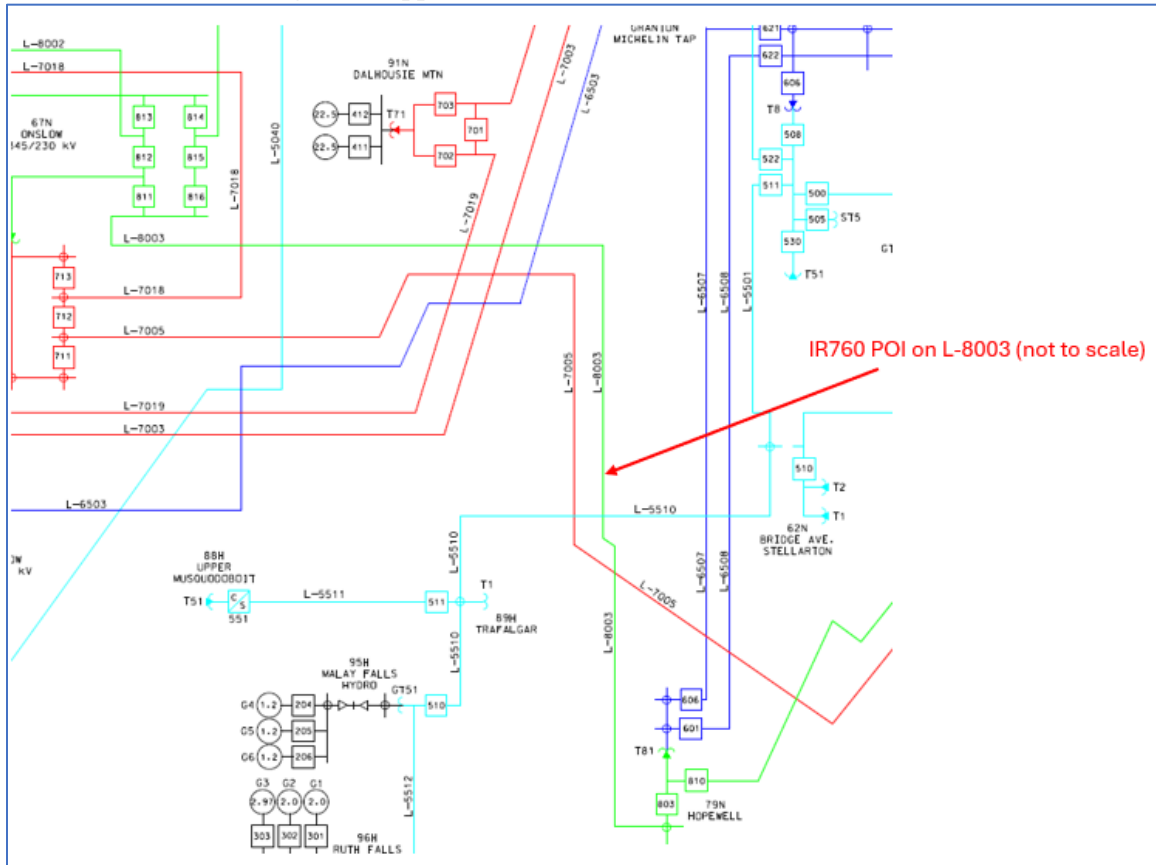 GRANTON
MICHELIN TAP
621
622
606
T8
508
522
511
500
505
ST5
530
T51
GT
L-8002
L-7018
813
814
67N
ONSLOW
345/230 kV
812
815
811
816
L-7018
L-5040
91N
DALHOUSIE MTN
22.5
412
22.5
411
T71
703
701
702
L-7003
L-6503
L-7019
L-8003
713
L-7018
712
L-7005
711
L-7019
L-7003
L-6503
L-7005
L-8003
L-6507
L-6508
L-5501
IR760 POI on L-8003 (not to scale)
510
T2
T1
62N
BRIDGE AVE.
STELLARTON
L-5510
OW
kV
88H
UPPER
MUSQUODOBOIT
T51
C/S
551
L-5511
L-5510
511
T1
89H
TRAFALGAR
L-5510
L-8003
L-7005
L-6507
L-6508
95H
MALAY FALLS
HYDRO
GT51
510
G4
1.2
204
G5
1.2
205
G6
1.2
206
L-5512
G3
G2
G1
2.97
2.0
2.0
303
302
301
96H
RUTH FALLS
606
601
T81
810
803
79N
HOPEWELL